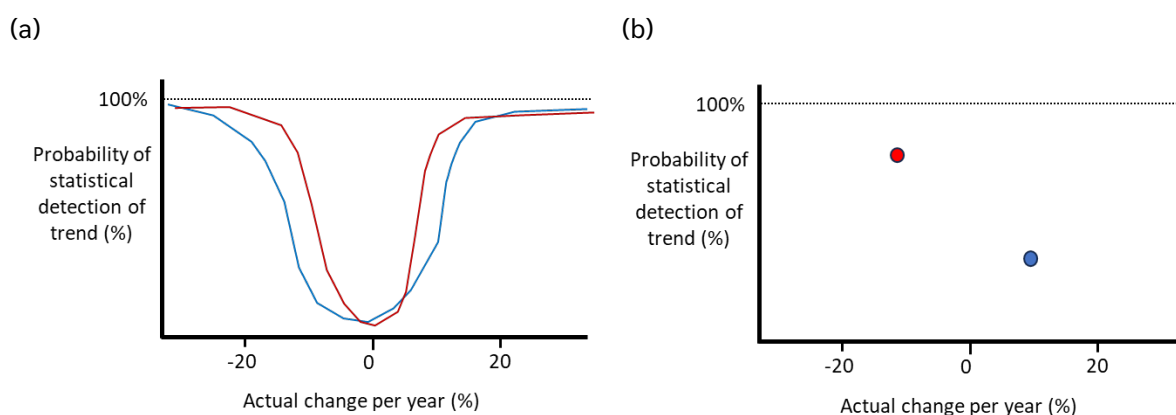 (a)
100%
Probability of
statistical
detection of
trend (%)
-20
0
20
Actual change per year (%)
(b)
100%
Probability of
statistical
detection of
trend (%)
-20
0
20
Actual change per year (%)